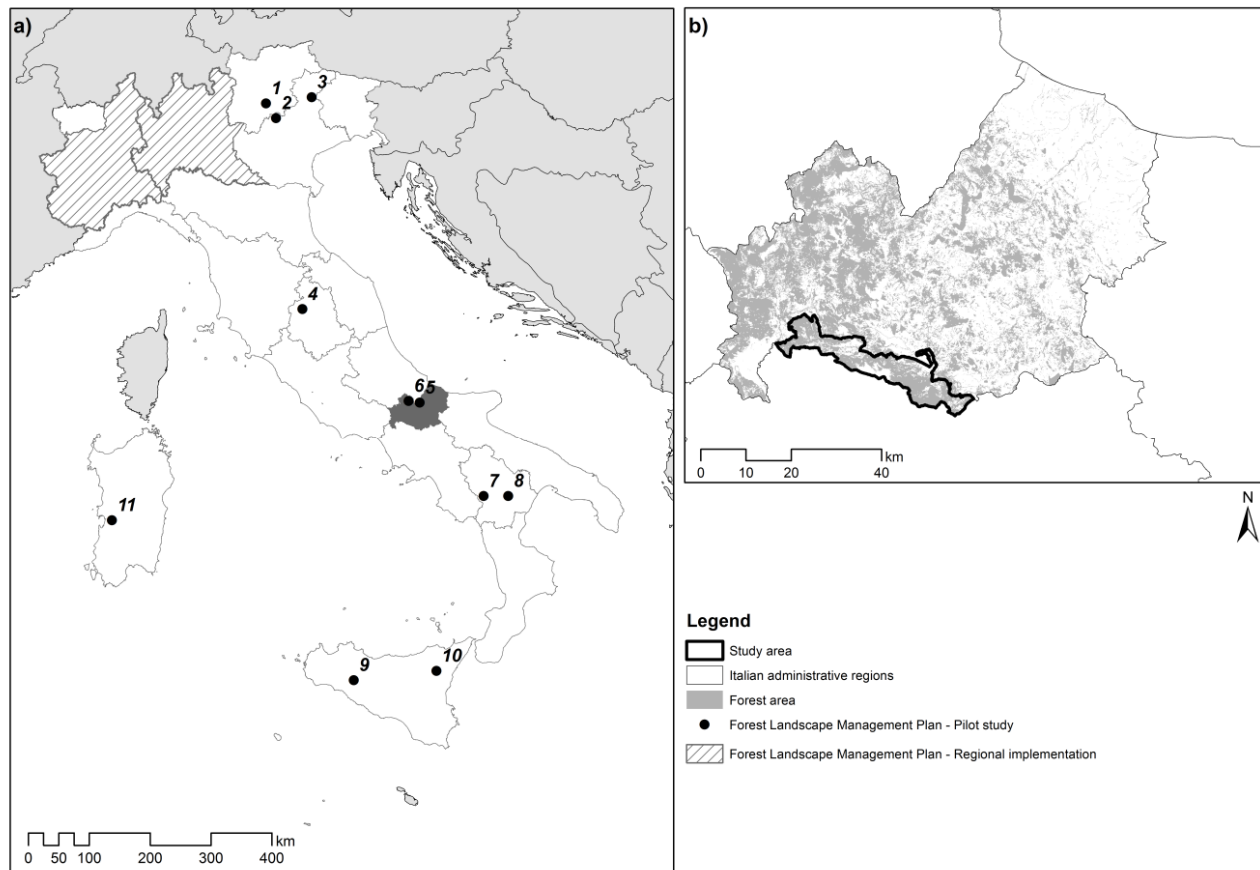 a)
1
2
3
4
6 5
7 8
11
9
10
km
0 50 100 200 300 400
b)
km
0 10 20 40
N
Legend
Study area
Italian administrative regions
Forest area
Forest Landscape Management Plan - Pilot study
Forest Landscape Management Plan - Regional implementation